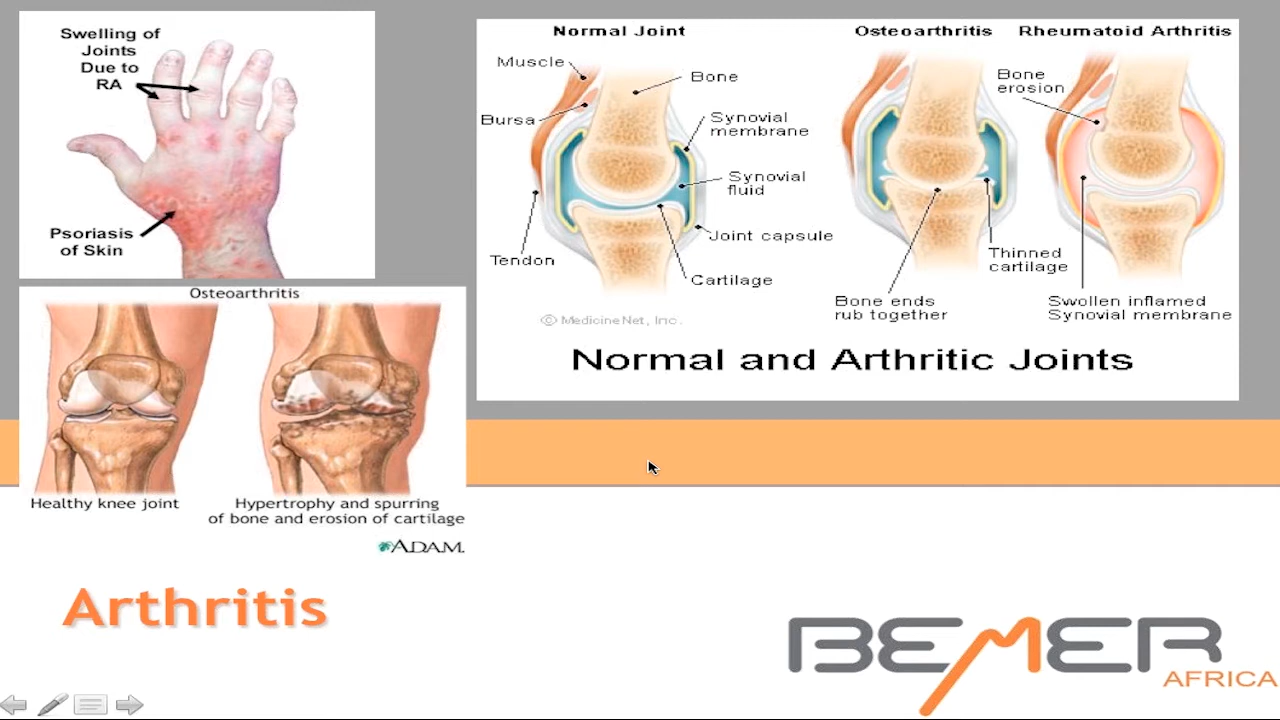 Swelling of
Joints
Due to
RA
Psoriasis
of Skin
Osteoarthritis
Healthy knee joint
Hypertrophy and spurring
of bone and erosion of cartilage
ADAM.
Normal Joint
Muscle
Bone
Bursa
Synovial
membrane
Synovial
fluid
Joint capsule
Tendon
Cartilage
© MedicineNet, Inc.
Osteoarthritis
Thinned
cartilage
Bone ends
rub together
Rheumatoid Arthritis
Bone
erosion
Swollen inflamed
Synovial membrane
Normal and Arthritic Joints
Arthritis
BEMER
AFRICA